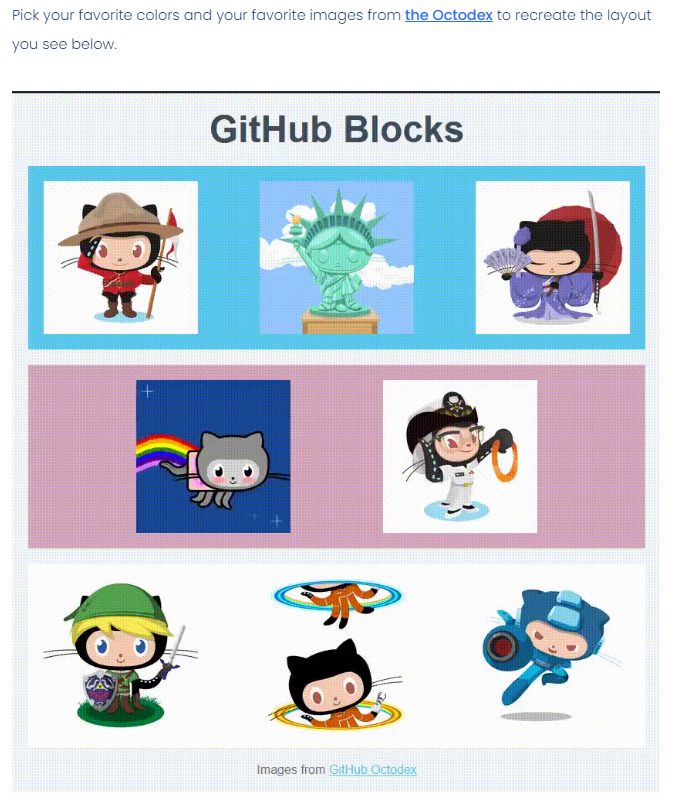 Pick your favorite colors and your favorite images from the Octodex to recreate the layout
you see below.
GitHub Blocks
Images from GitHub Octodex